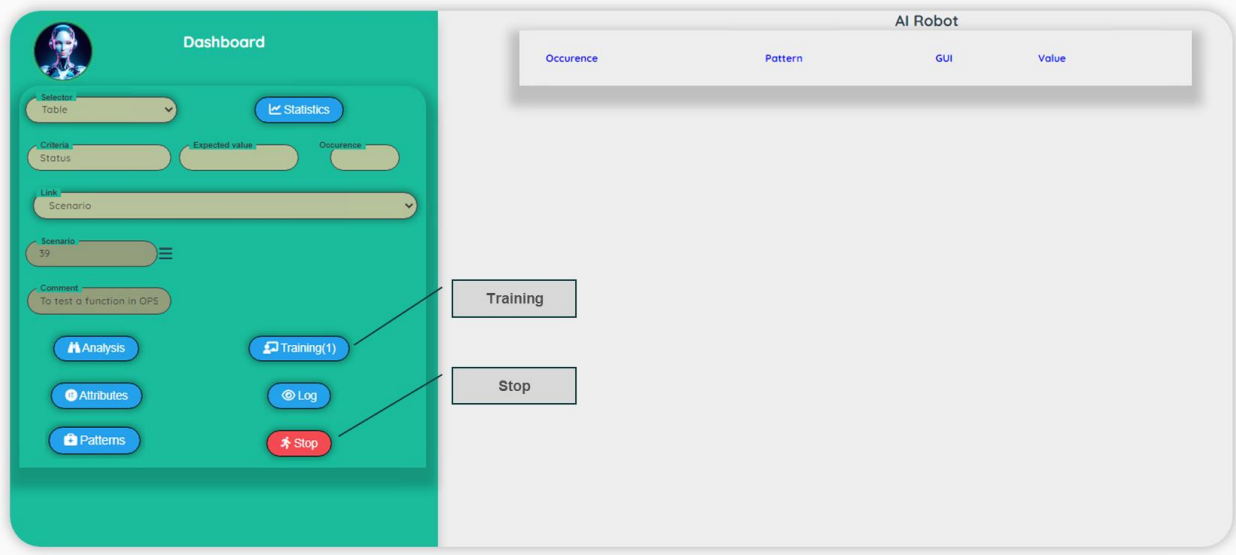 Dashboard
Selector
Table
Statistics
Criteria
Status
Expected value
Occurence
Link
Scenario
Scenario
39
Comment
To test a function in OPS
Analysis
Training(1)
Attributes
Log
Patterns
Stop
AI Robot
Occurence Pattern GUI Value
Training
Stop